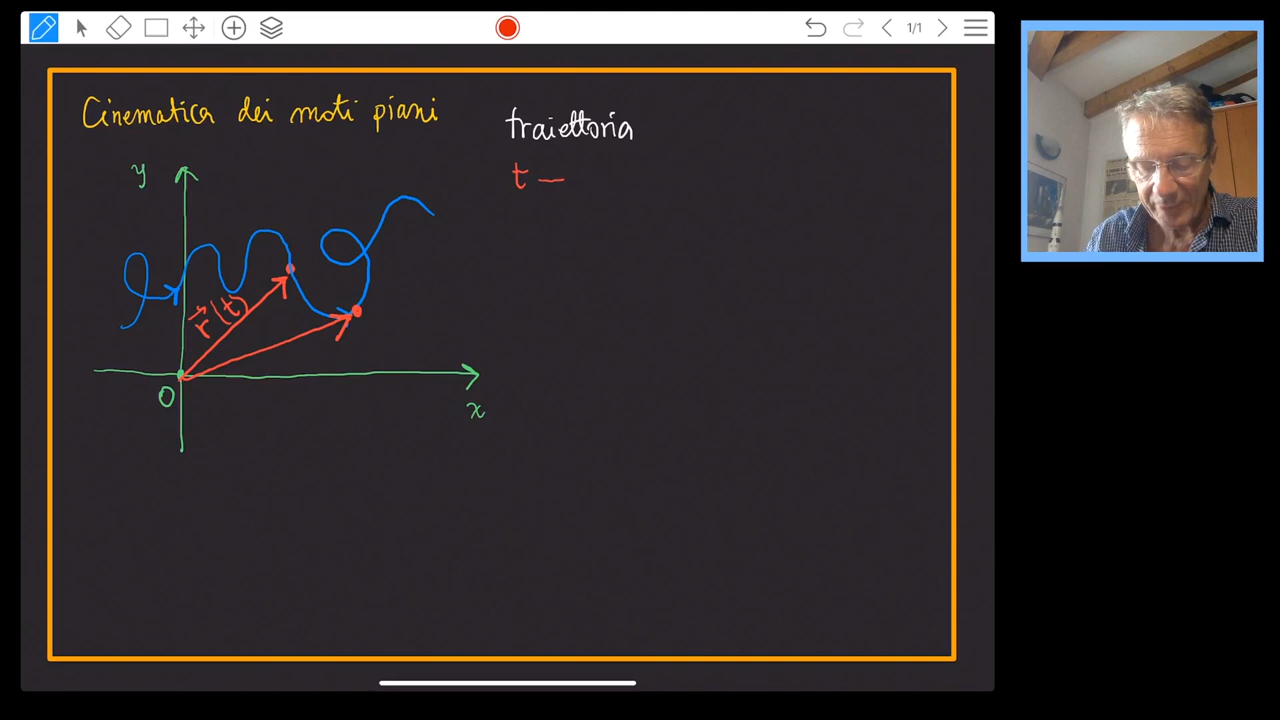 1/1
Cinematica dei moti piani
traiettoria
y
t —
r⃗(t)
O
x